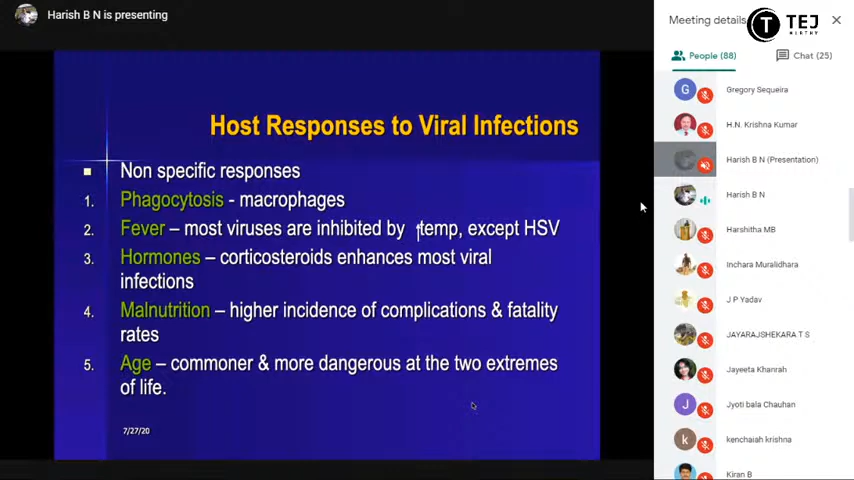 Harish B N is presenting
Host Responses to Viral Infections
Non specific responses
1. Phagocytosis - macrophages
2. Fever – most viruses are inhibited by ↑temp, except HSV
3. Hormones – corticosteroids enhances most viral
infections
4. Malnutrition – higher incidence of complications & fatality
rates
5. Age – commoner & more dangerous at the two extremes
of life.
7/27/20
Meeting details
TEJ
People (88)
Chat (25)
G
Gregory Sequeira
H.N. Krishna Kumar
Harish B N (Presentation)
Harish B N
Harshitha MB
Inchara Muralidhara
J P Yadav
JAYARAJSHEKARA T S
Jayeeta Khanrah
J
Jyoti bala Chauhan
k
kenchaiah krishna
Kiran B